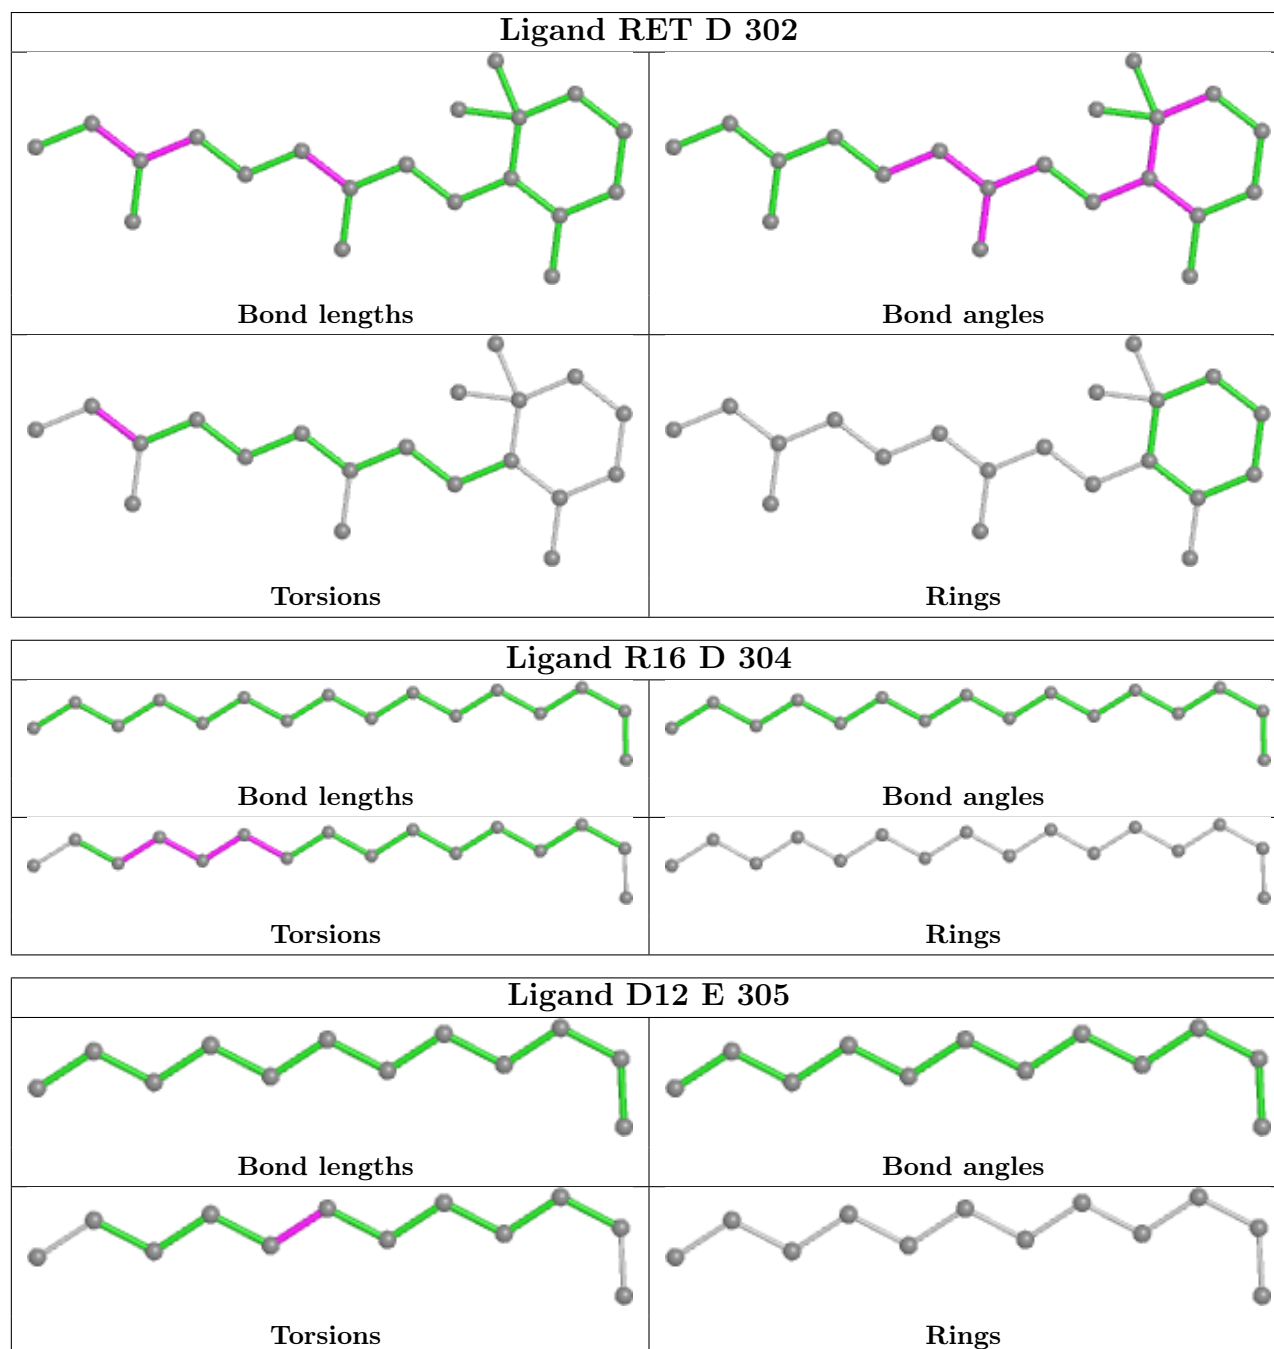 Ligand RET D 302
Bond lengths
Bond angles
Torsions
Rings
Ligand R16 D 304
Bond lengths
Bond angles
Torsions
Rings
Ligand D12 E 305
Bond lengths
Bond angles
Torsions
Rings